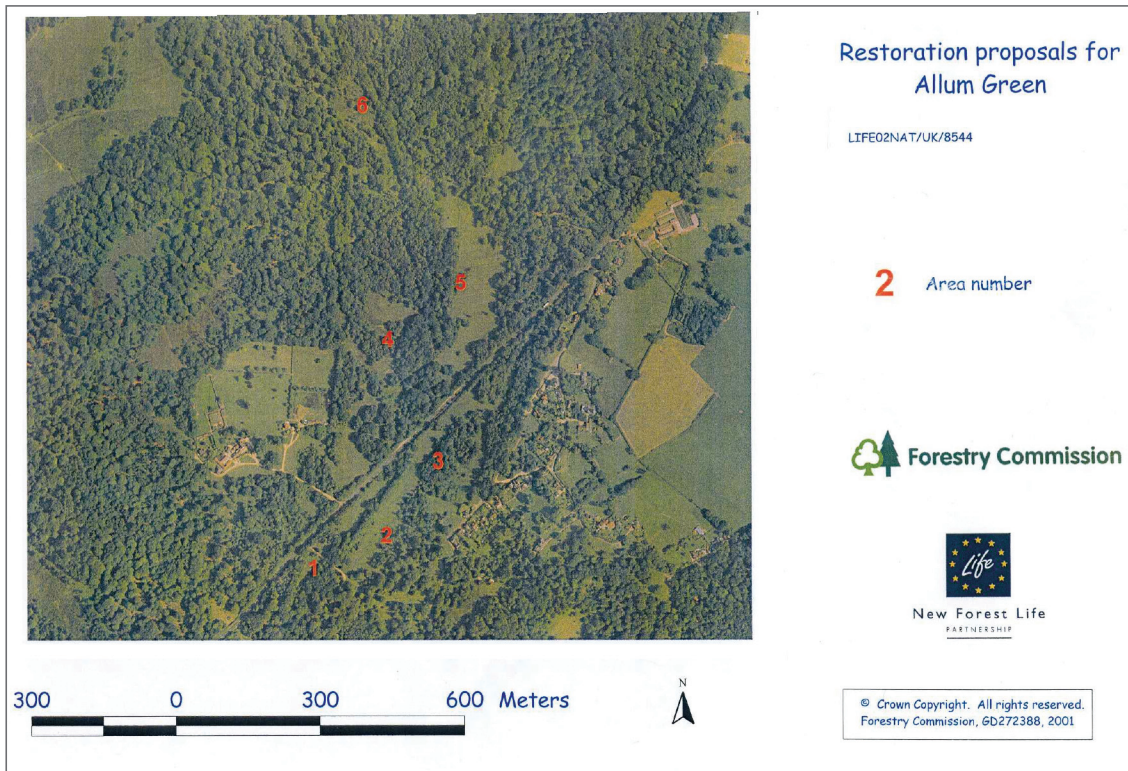 Restoration proposals for
Allum Green
LIFE02NAT/UK/8544
6
5
4
3
2
1
2 Area number
Forestry Commission
Life
New Forest Life
PARTNERSHIP
300 0 300 600 Meters
N
© Crown Copyright. All rights reserved.
Forestry Commission, GD272388, 2001